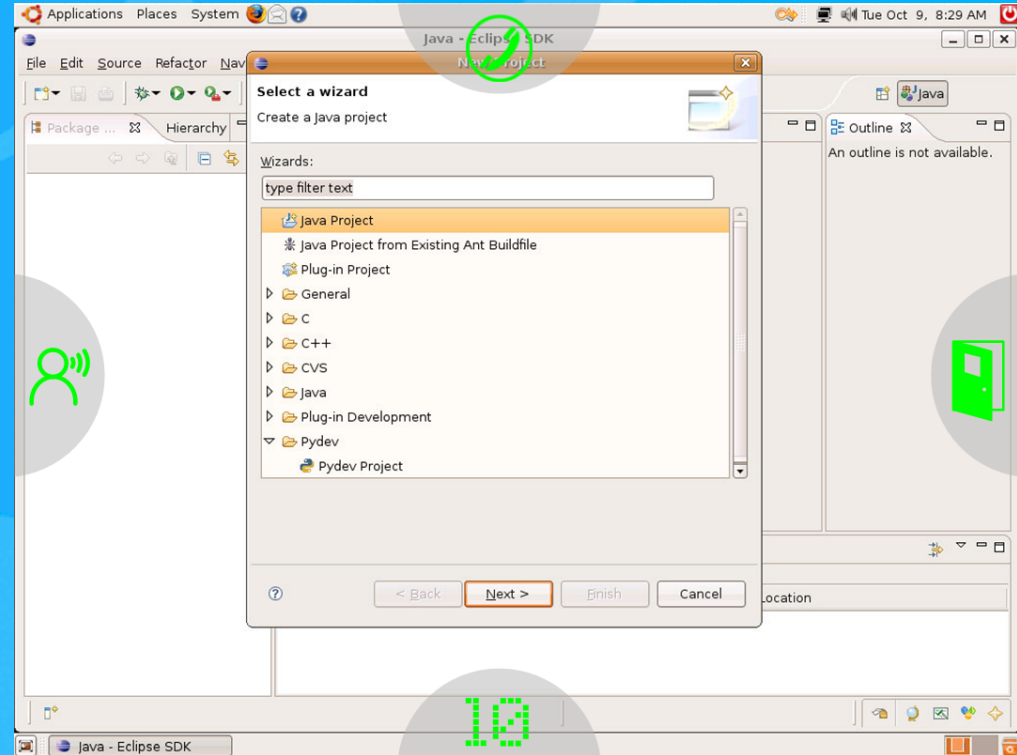 Applications Places System
Tue Oct 9, 8:29 AM
Java - Eclipse SDK
File Edit Source Refactor Nav
New Project
Select a wizard
Create a Java project
Java
Package ...
Hierarchy
Outline
An outline is not available.
Wizards:
type filter text
Java Project
Java Project from Existing Ant Buildfile
Plug-in Project
General
C
C++
CVS
Java
Plug-in Development
Pydev
Pydev Project
< Back
Next >
Finish
Cancel
Location
10
Java - Eclipse SDK